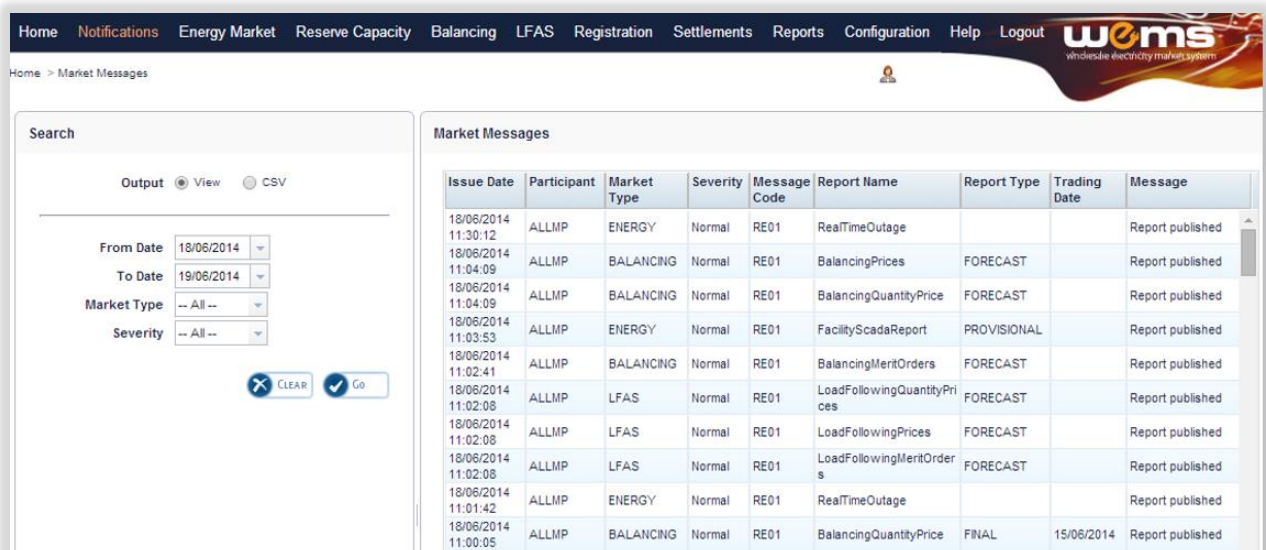 Home Notifications Energy Market Reserve Capacity Balancing LFAS Registration Settlements Reports Configuration Help Logout
wems
wholesale electricity market system
Home > Market Messages
Search
Output View CSV
From Date 18/06/2014
To Date 19/06/2014
Market Type -- All --
Severity -- All --
CLEAR Go
Market Messages
Issue Date Participant Market Type Severity Message Code Report Name Report Type Trading Date Message
18/06/2014 11:30:12 ALLMP ENERGY Normal RE01 RealTimeOutage Report published
18/06/2014 11:04:09 ALLMP BALANCING Normal RE01 BalancingPrices FORECAST Report published
18/06/2014 11:04:09 ALLMP BALANCING Normal RE01 BalancingQuantityPrice FORECAST Report published
18/06/2014 11:03:53 ALLMP ENERGY Normal RE01 FacilityScadaReport PROVISIONAL Report published
18/06/2014 11:02:41 ALLMP BALANCING Normal RE01 BalancingMeritOrders FORECAST Report published
18/06/2014 11:02:08 ALLMP LFAS Normal RE01 LoadFollowingQuantityPrices FORECAST Report published
18/06/2014 11:02:08 ALLMP LFAS Normal RE01 LoadFollowingPrices FORECAST Report published
18/06/2014 11:02:08 ALLMP LFAS Normal RE01 LoadFollowingMeritOrders FORECAST Report published
18/06/2014 11:01:42 ALLMP ENERGY Normal RE01 RealTimeOutage Report published
18/06/2014 11:00:05 ALLMP BALANCING Normal RE01 BalancingQuantityPrice FINAL 15/06/2014 Report published